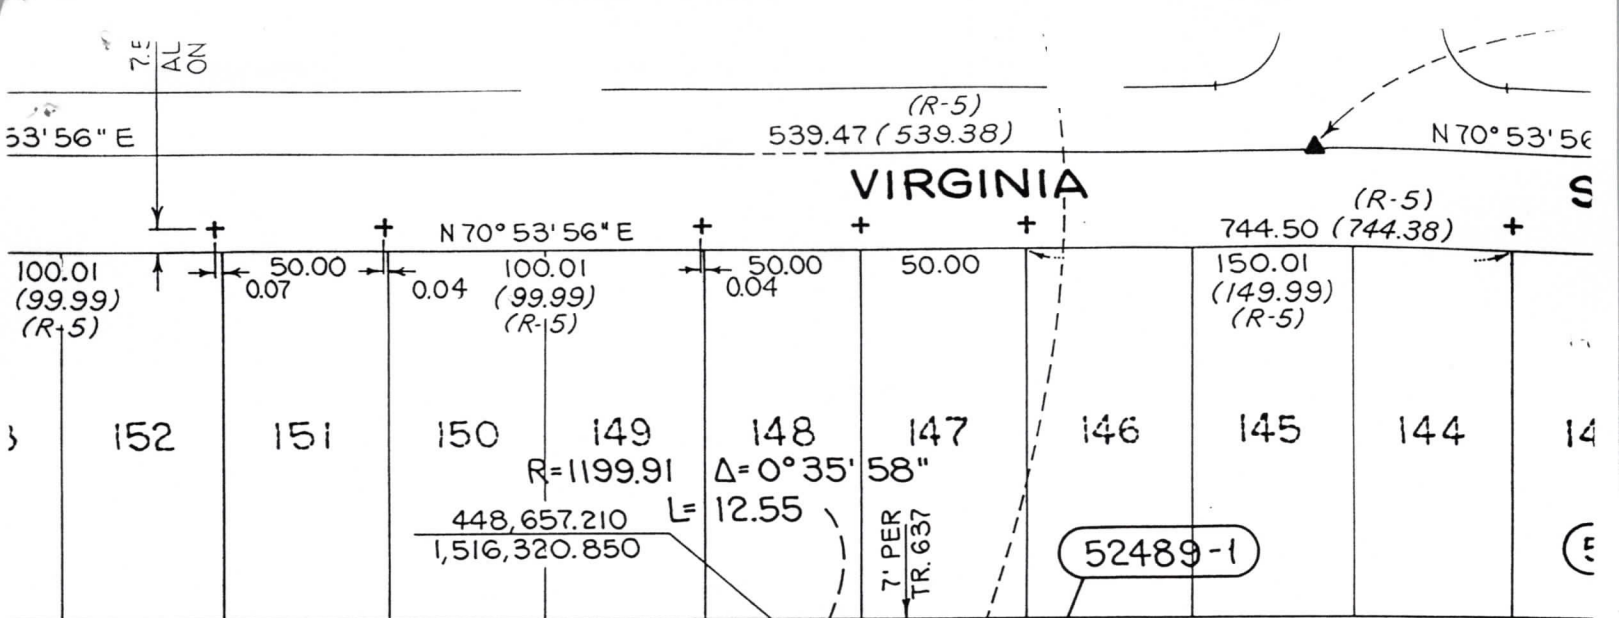 7.5
AL
ON
(R-5)
53'56" E
539.47 (539.38)
N 70° 53' 56
VIRGINIA
S
(R-5)
N 70° 53' 56" E
744.50 (744.38)
100.01
50.00
100.01
50.00
50.00
150.01
(99.99)
0.07
0.04
(99.99)
0.04
(149.99)
(R-5)
(R-5)
(R-5)
152
151
150
149
148
147
146
145
144
14
R=1199.91
Δ=0° 35' 58"
L= 12.55
448,657.210
1,516,320.850
7' PER
TR. 637
52489-1
5